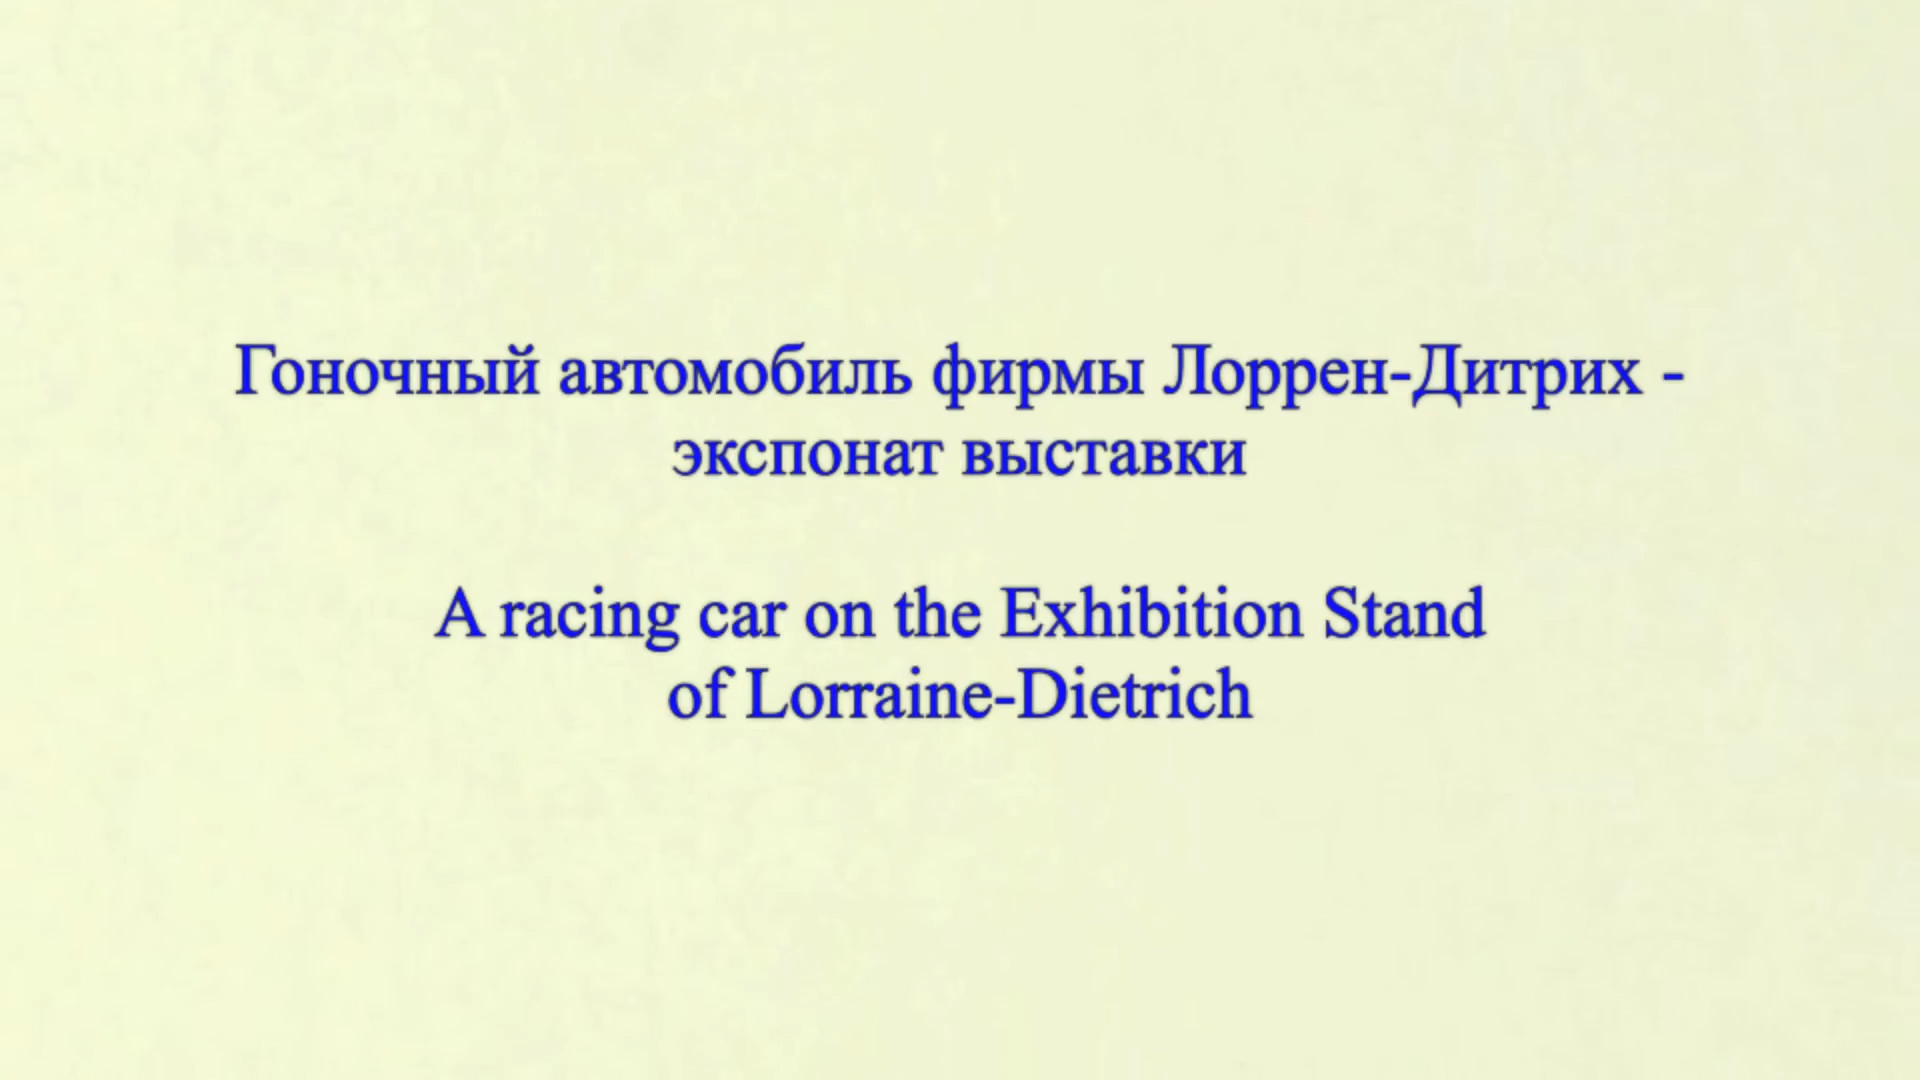 Гоночный автомобиль фирмы Лоррен-Дитрих -
экспонат выставки
A racing car on the Exhibition Stand
of Lorraine-Dietrich